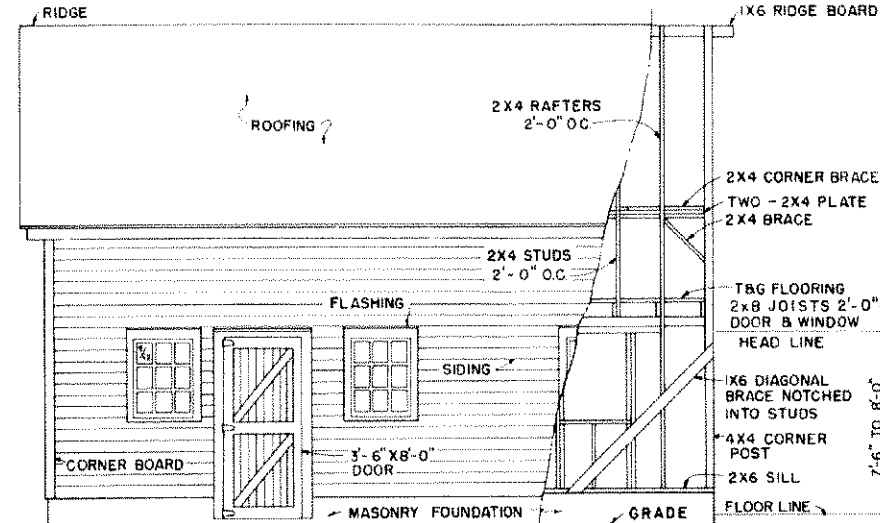 RIDGE
1X6 RIDGE BOARD
ROOFING
2X4 RAFTERS
2'-0" O.C.
2X4 CORNER BRACE
TWO - 2X4 PLATE
2X4 BRACE
2X4 STUDS
2'-0" O.C.
FLASHING
T&G FLOORING
2x8 JOISTS 2'-0"
DOOR & WINDOW
HEAD LINE
SIDING
1X6 DIAGONAL
BRACE NOTCHED
INTO STUDS
7'-6" TO 8'-0"
4X4 CORNER
POST
CORNER BOARD
3'-6"X8'-0"
DOOR
2X6 SILL
MASONRY FOUNDATION
GRADE
FLOOR LINE